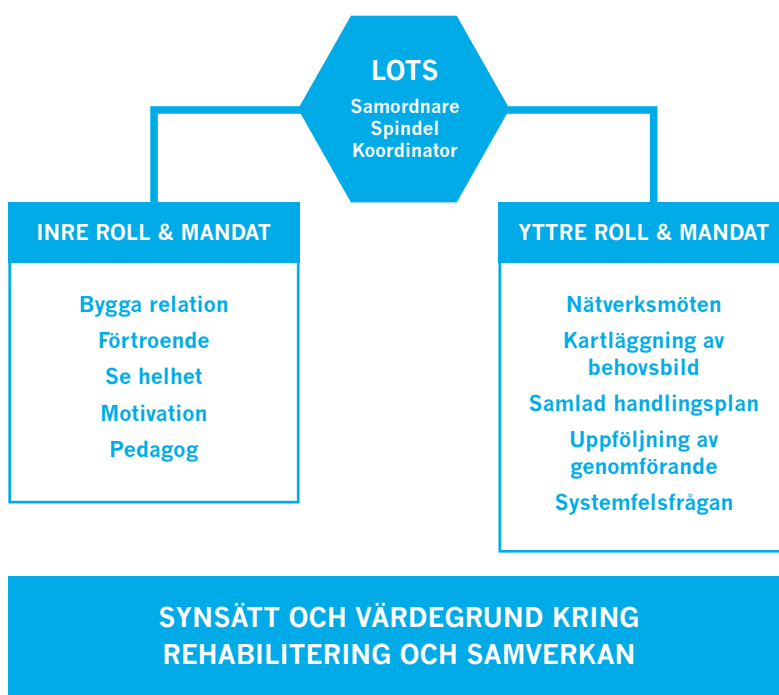 LOTS
Samordnare
Spindel
Koordinator
INRE ROLL & MANDAT
Bygga relation
Förtroende
Se helhet
Motivation
Pedagog
YTTRE ROLL & MANDAT
Nätverksmöten
Kartläggning av
behovsbild
Samlad handlingsplan
Uppföljning av
genomförande
Systemfelsfrågan
SYNSÄTT OCH VÄRDEGRUND KRING
REHABILITERING OCH SAMVERKAN